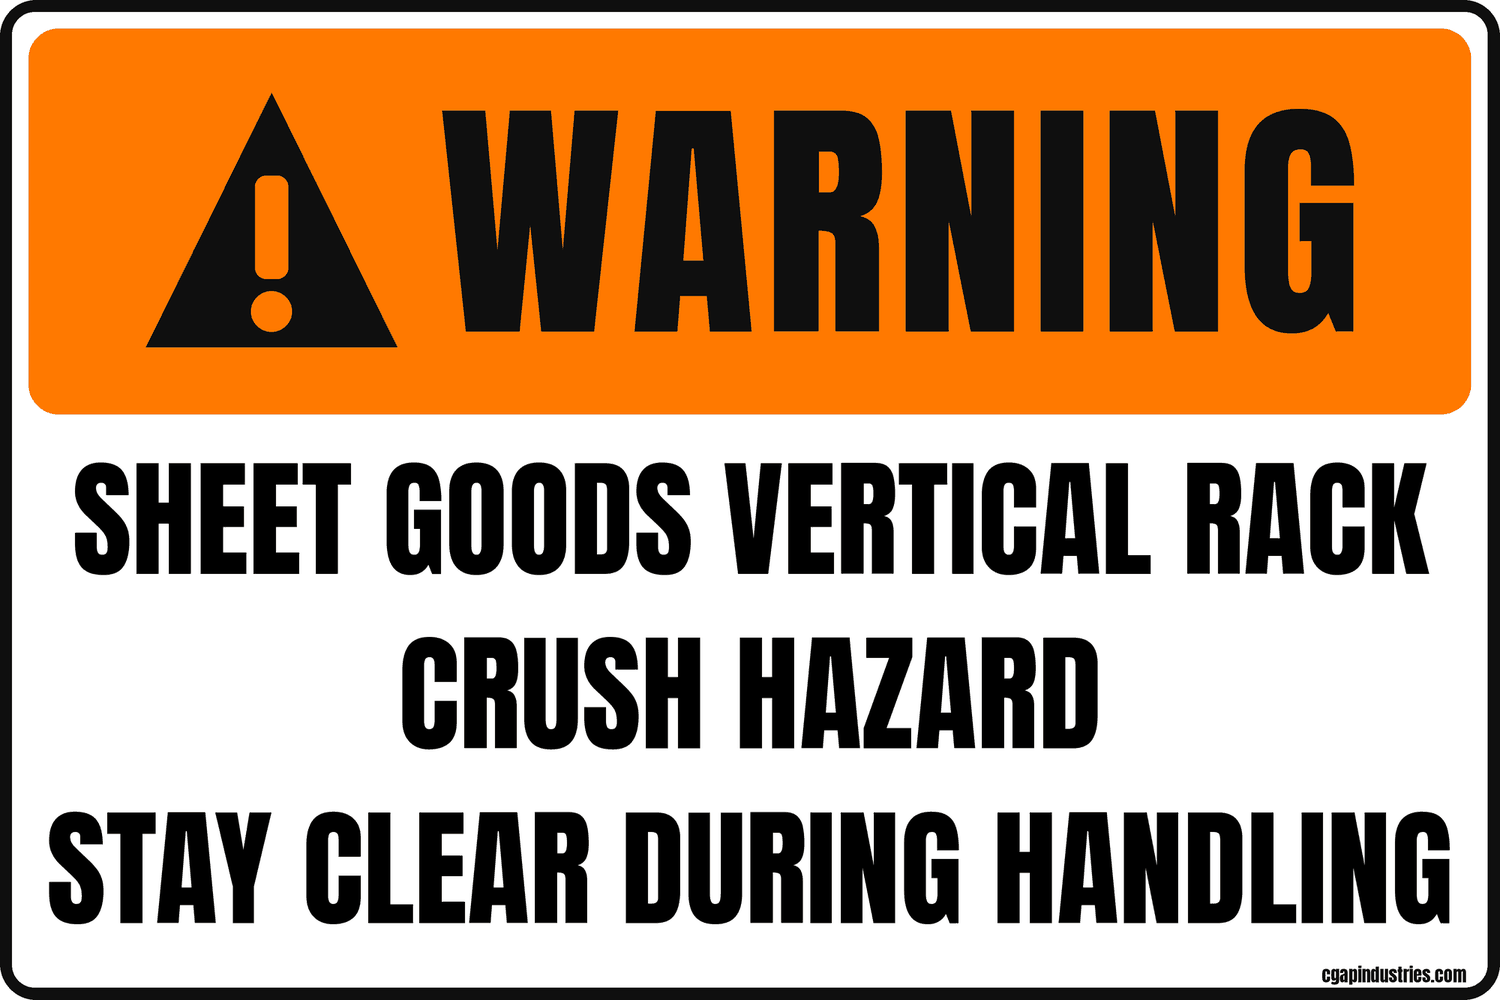 WARNING
SHEET GOODS VERTICAL RACK
CRUSH HAZARD
STAY CLEAR DURING HANDLING
cgapindustries.com